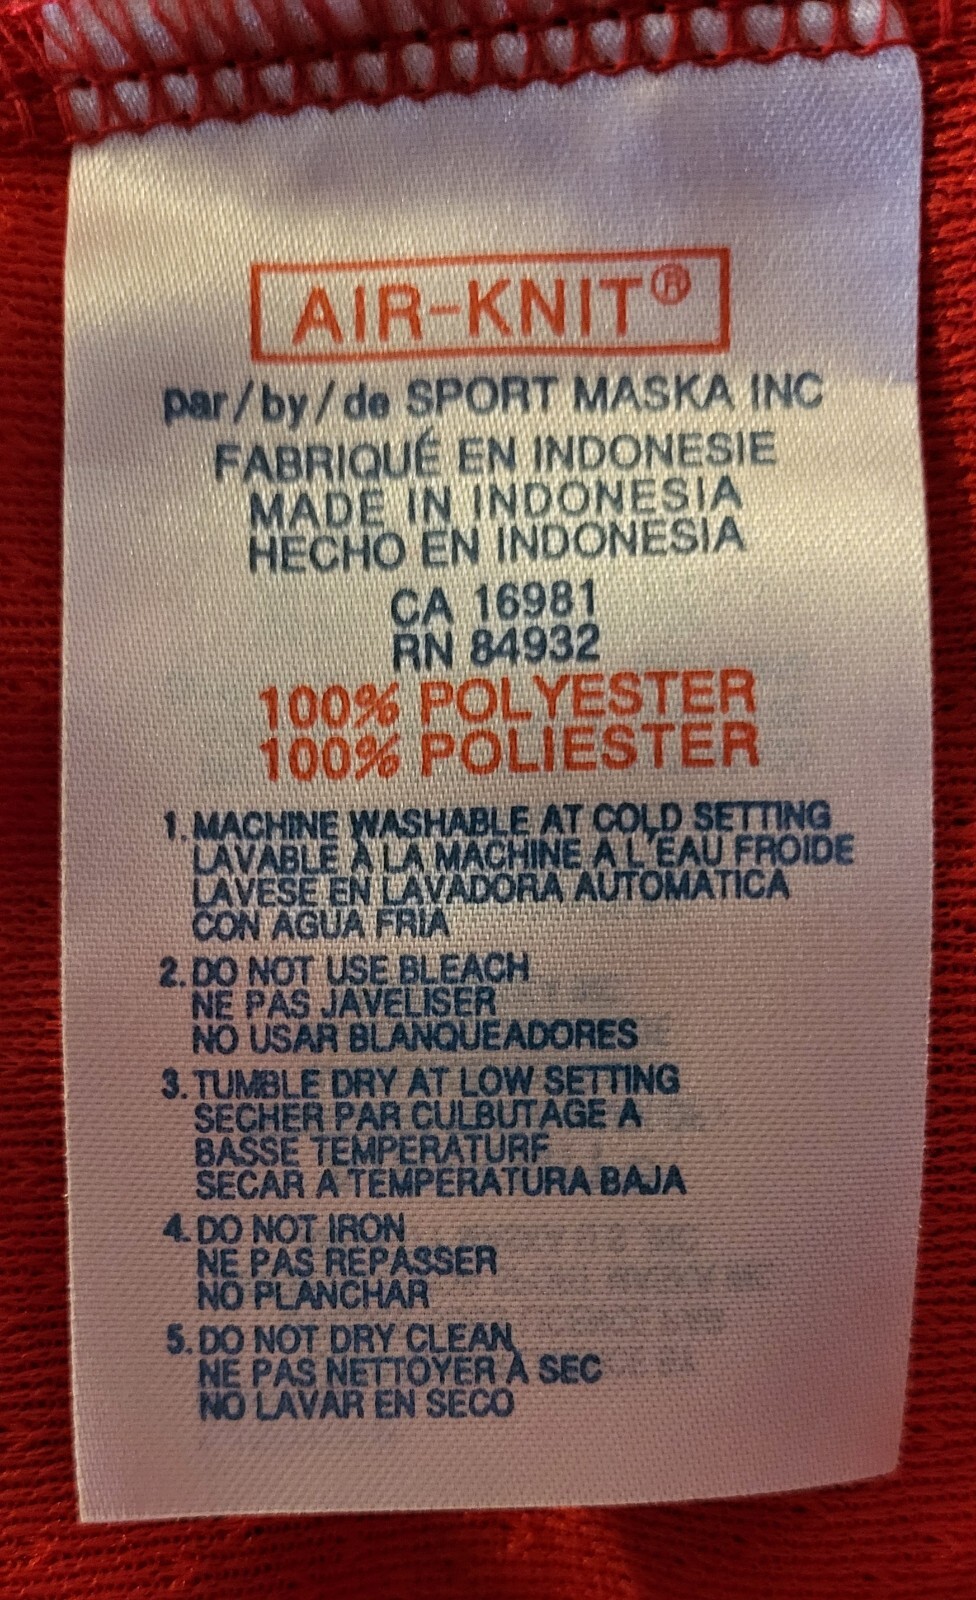 AIR-KNIT®
par/by/de SPORT MASKA INC
FABRIQUÉ EN INDONESIE
MADE IN INDONESIA
HECHO EN INDONESIA
CA 16981
RN 84932
100% POLYESTER
100% POLIESTER
1. MACHINE WASHABLE AT COLD SETTING
LAVABLE À LA MACHINE A L'EAU FROIDE
LAVESE EN LAVADORA AUTOMATICA
CON AGUA FRIA
2. DO NOT USE BLEACH
NE PAS JAVELISER
NO USAR BLANQUEADORES
3. TUMBLE DRY AT LOW SETTING
SECHER PAR CULBUTAGE A
BASSE TEMPERATURE
SECAR A TEMPERATURA BAJA
4. DO NOT IRON
NE PAS REPASSER
NO PLANCHAR
5. DO NOT DRY CLEAN
NE PAS NETTOYER À SEC
NO LAVAR EN SECO